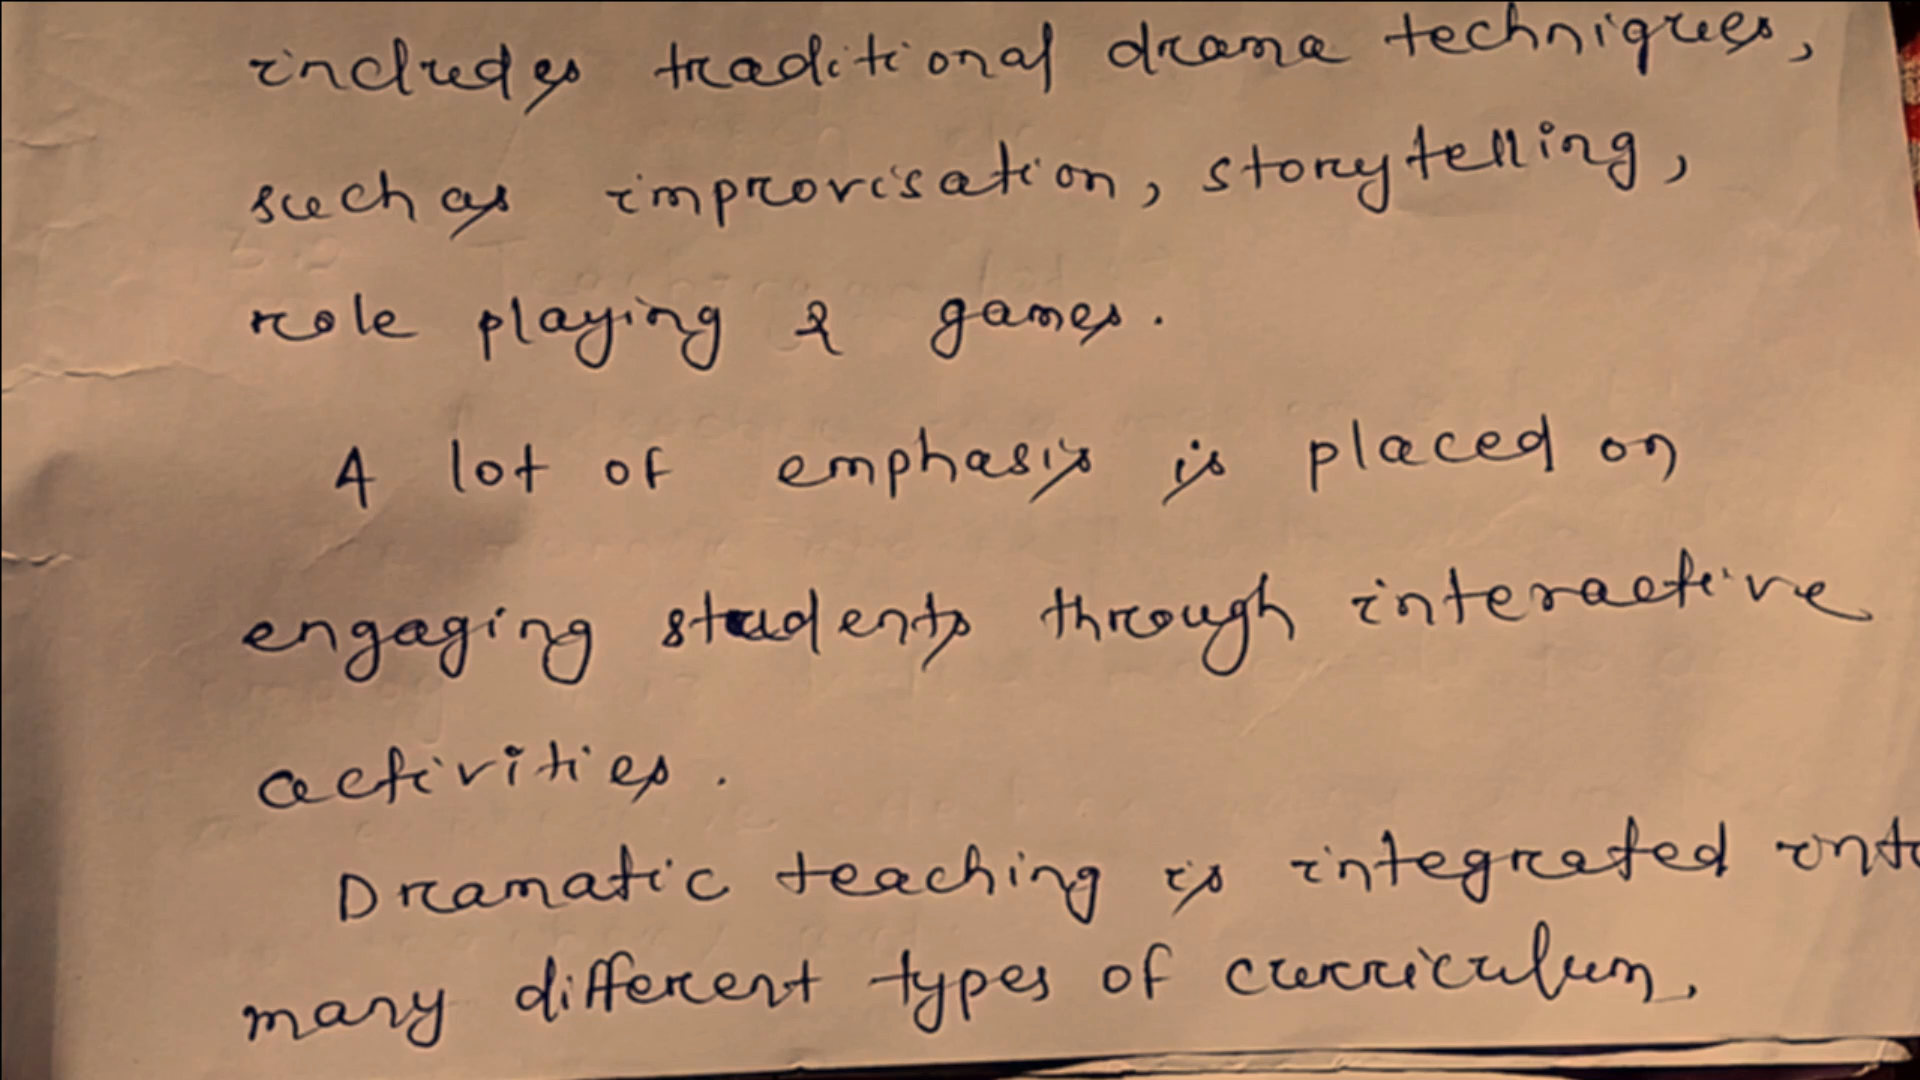 includes traditional drama techniques,
such as improvisation, storytelling,
role playing & games.
A lot of emphasis is placed on
engaging students through interactive
activities.
Dramatic teaching is integrated into
many different types of curriculum.